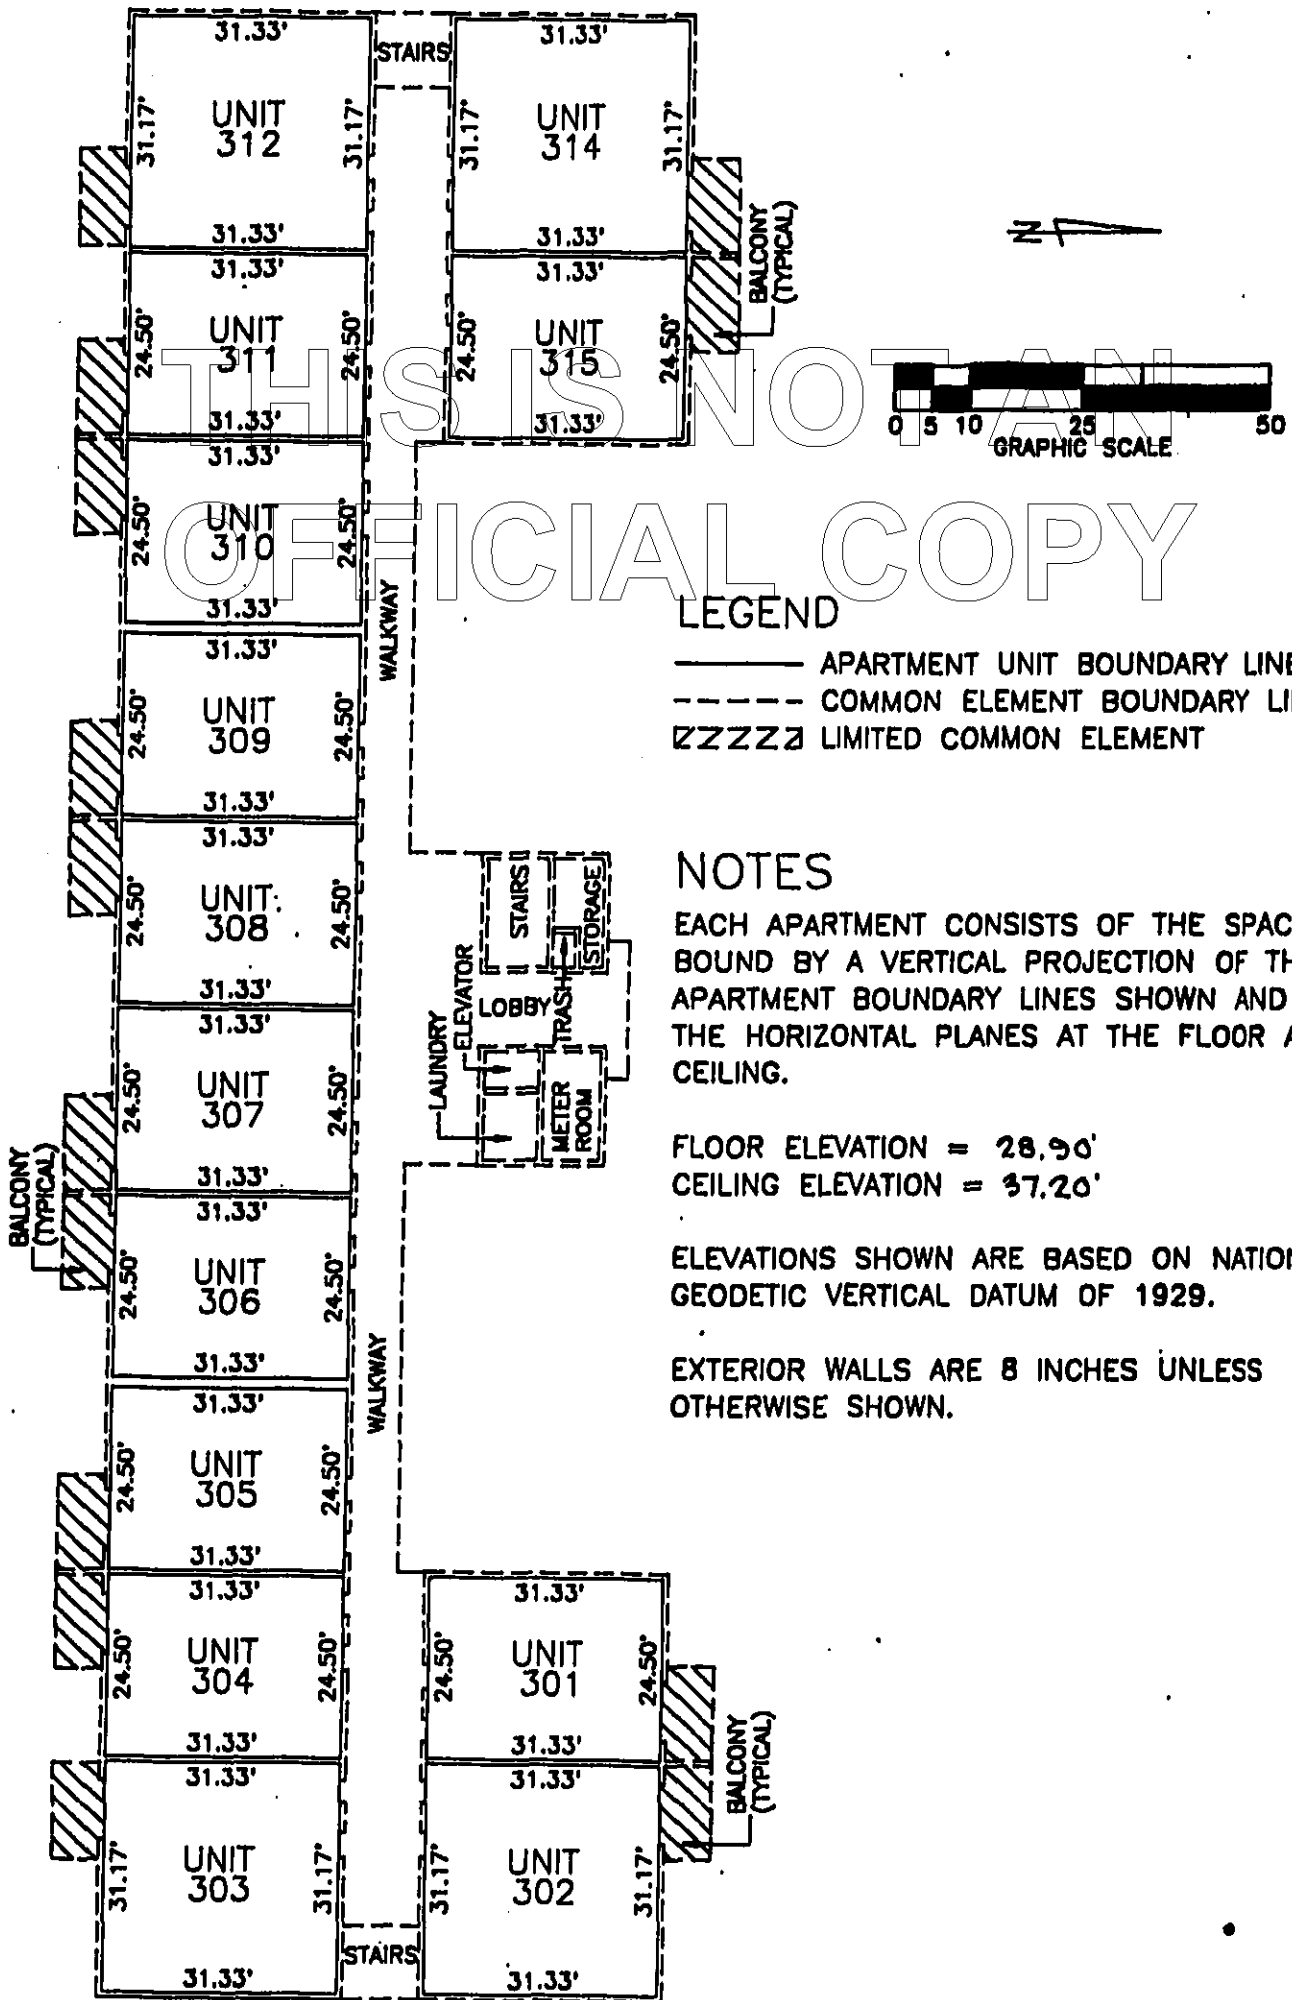 31.33'
STAIRS
31.33'
31.17'
UNIT
312
31.17'
31.17'
UNIT
314
31.17'
31.33'
31.33'
31.33'
31.33'
BALCONY
(TYPICAL)
N
24.50'
UNIT
311
24.50'
24.50'
UNIT
315
24.50'
31.33'
31.33'
THIS IS NOT AN
0 5 10 25 50
GRAPHIC SCALE
31.33'
24.50'
UNIT
310
24.50'
31.33'
OFFICIAL COPY
WALKWAY
LEGEND
APARTMENT UNIT BOUNDARY LINE
COMMON ELEMENT BOUNDARY
LIMITED COMMON ELEMENT
31.33'
24.50'
UNIT
309
24.50'
31.33'
31.33'
24.50'
UNIT
308
24.50'
31.33'
STAIRS
STORAGE
ELEVATOR
LOBBY
TRASH
LAUNDRY
METER
ROOM
NOTES
EACH APARTMENT CONSISTS OF THE
BOUND BY A VERTICAL PROJECTION OF
APARTMENT BOUNDARY LINES SHOWN AND
THE HORIZONTAL PLANES AT THE FLOOR
CEILING.
31.33'
24.50'
UNIT
307
24.50'
31.33'
BALCONY
(TYPICAL)
FLOOR ELEVATION = 28.90'
CEILING ELEVATION = 37.20'
31.33'
24.50'
UNIT
306
24.50'
31.33'
ELEVATIONS SHOWN ARE BASED ON
GEODETIC VERTICAL DATUM OF 1929.
WALKWAY
EXTERIOR WALLS ARE 8 INCHES UNLESS
OTHERWISE SHOWN.
31.33'
24.50'
UNIT
305
24.50'
31.33'
31.33'
24.50'
UNIT
304
24.50'
31.33'
31.33'
24.50'
UNIT
301
24.50'
31.33'
BALCONY
(TYPICAL)
31.33'
31.17'
UNIT
303
31.17'
31.33'
31.33'
31.17'
UNIT
302
31.17'
31.33'
STAIRS